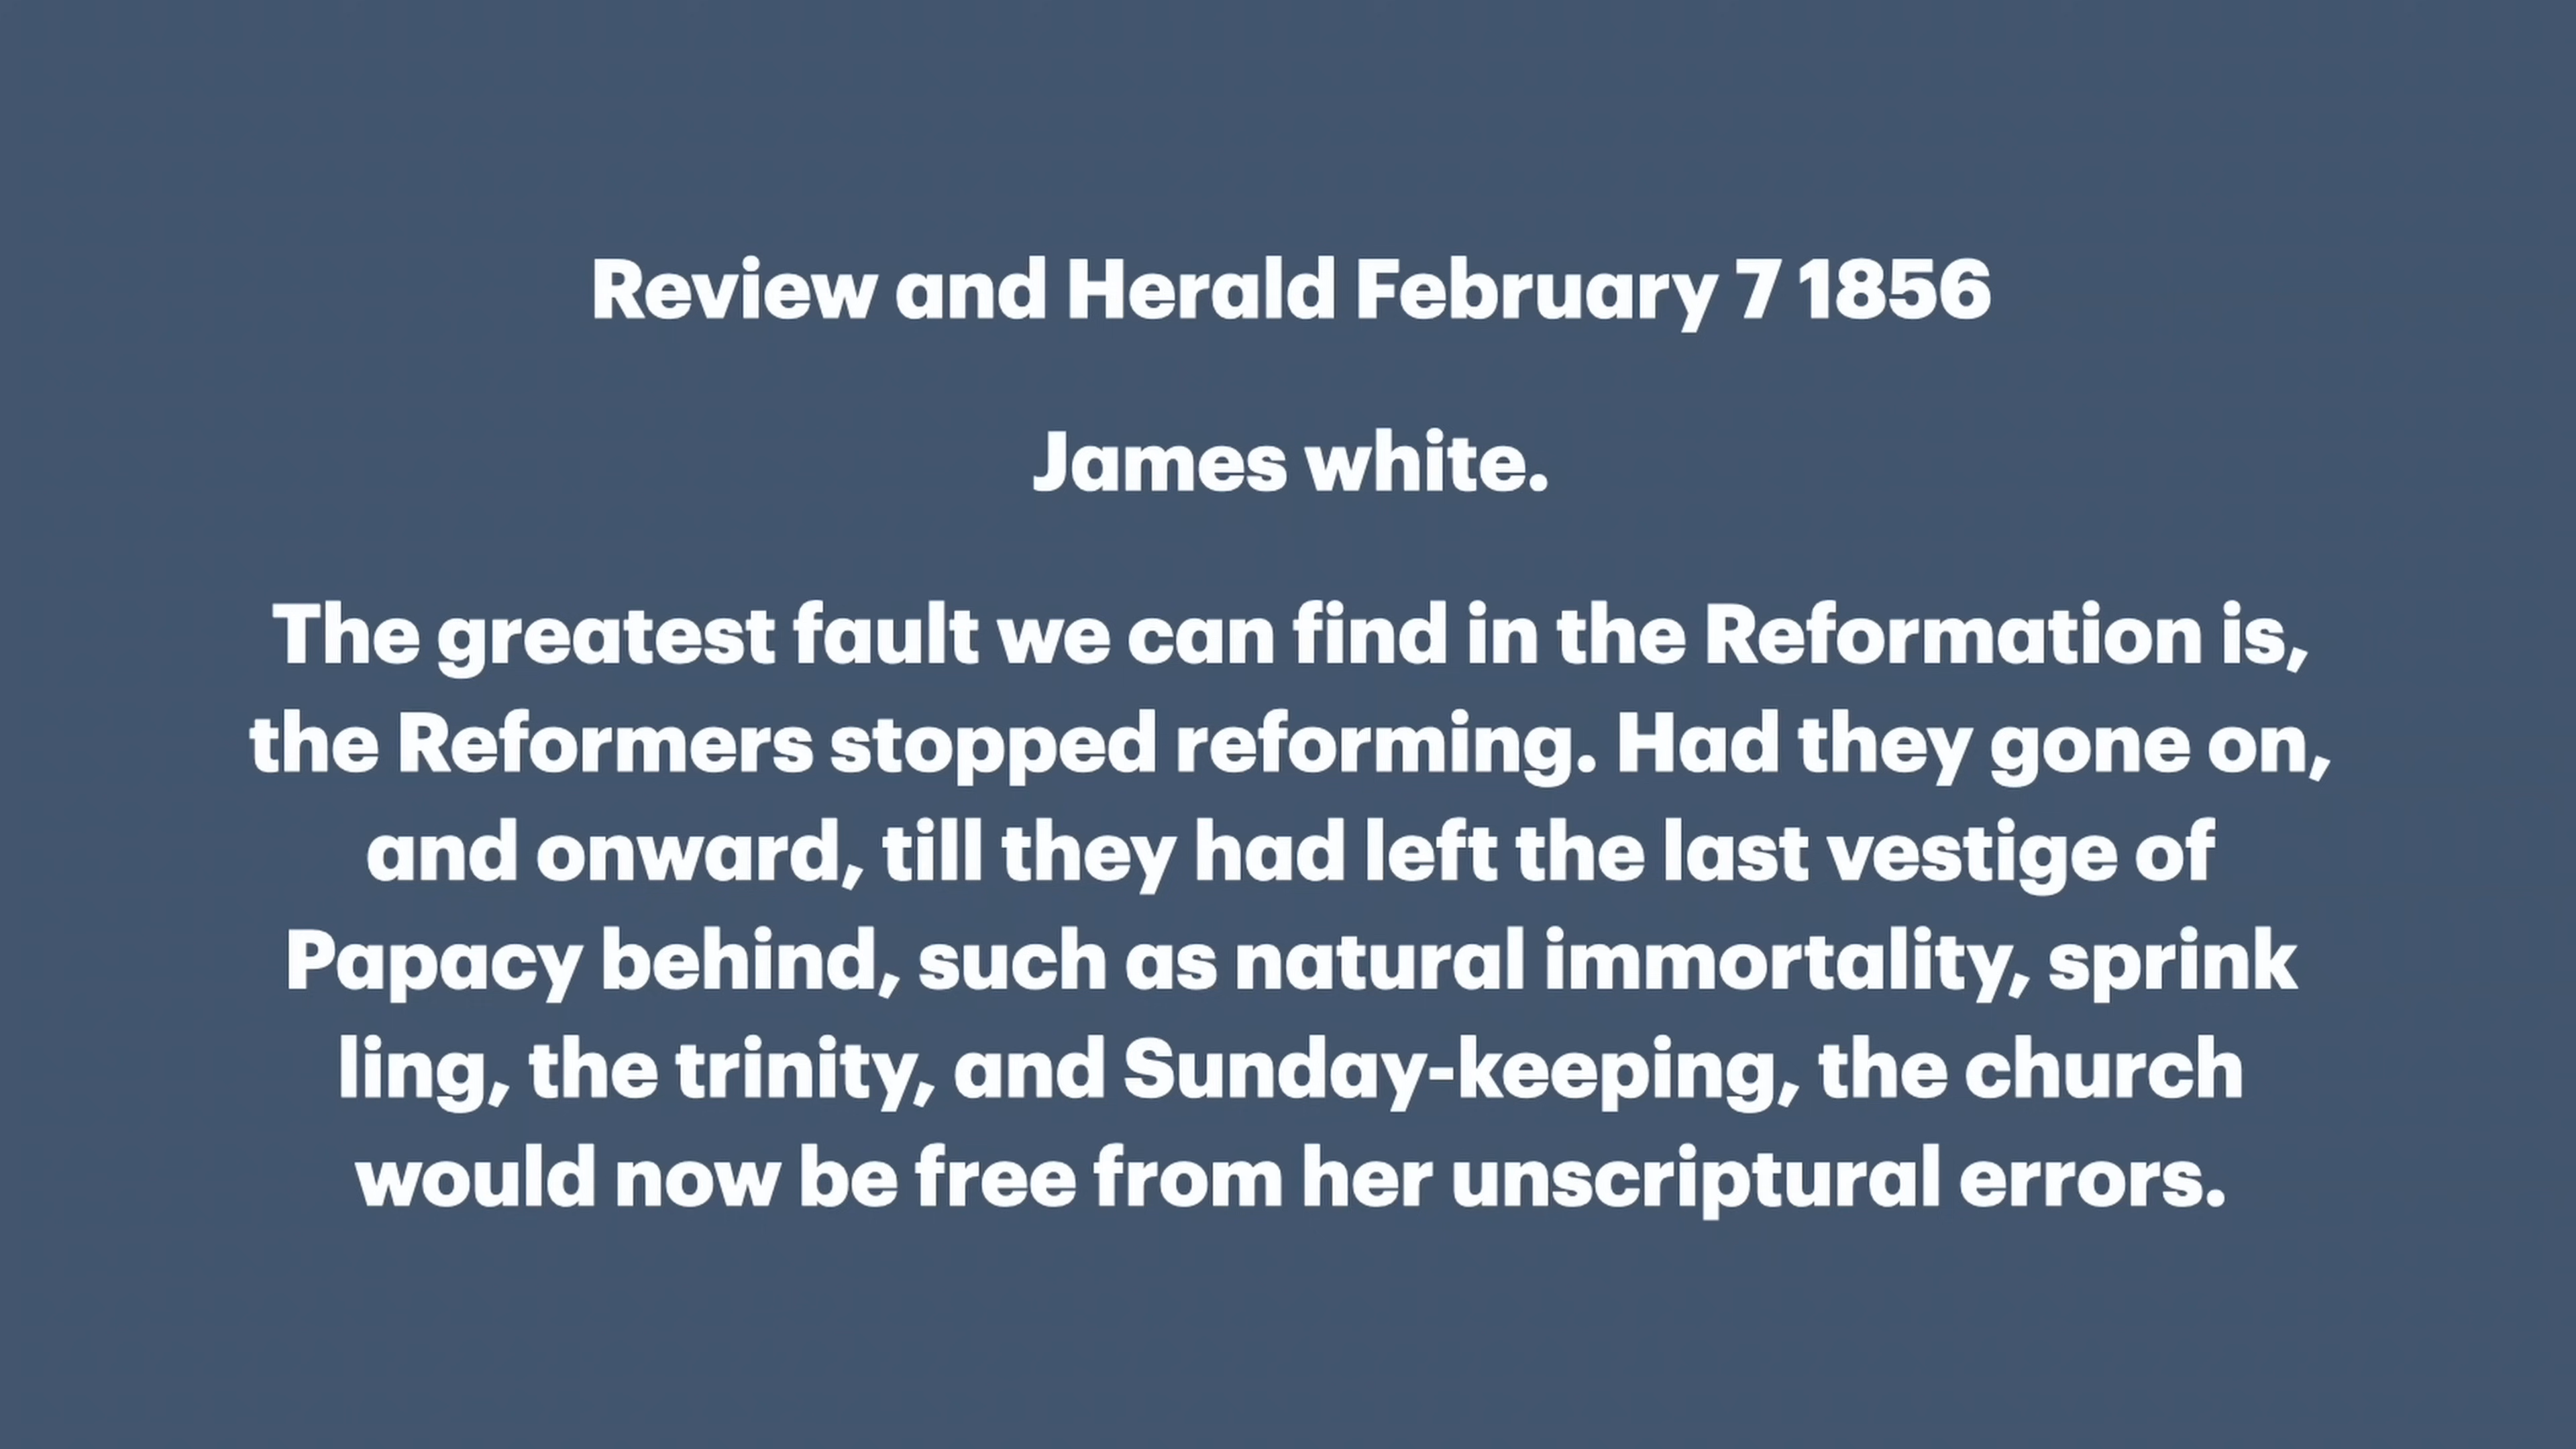 Review and Herald February 7 1856
James white.
The greatest fault we can find in the Reformation is,
the Reformers stopped reforming. Had they gone on,
and onward, till they had left the last vestige of
Papacy behind, such as natural immortality, sprink
ling, the trinity, and Sunday-keeping, the church
would now be free from her unscriptural errors.